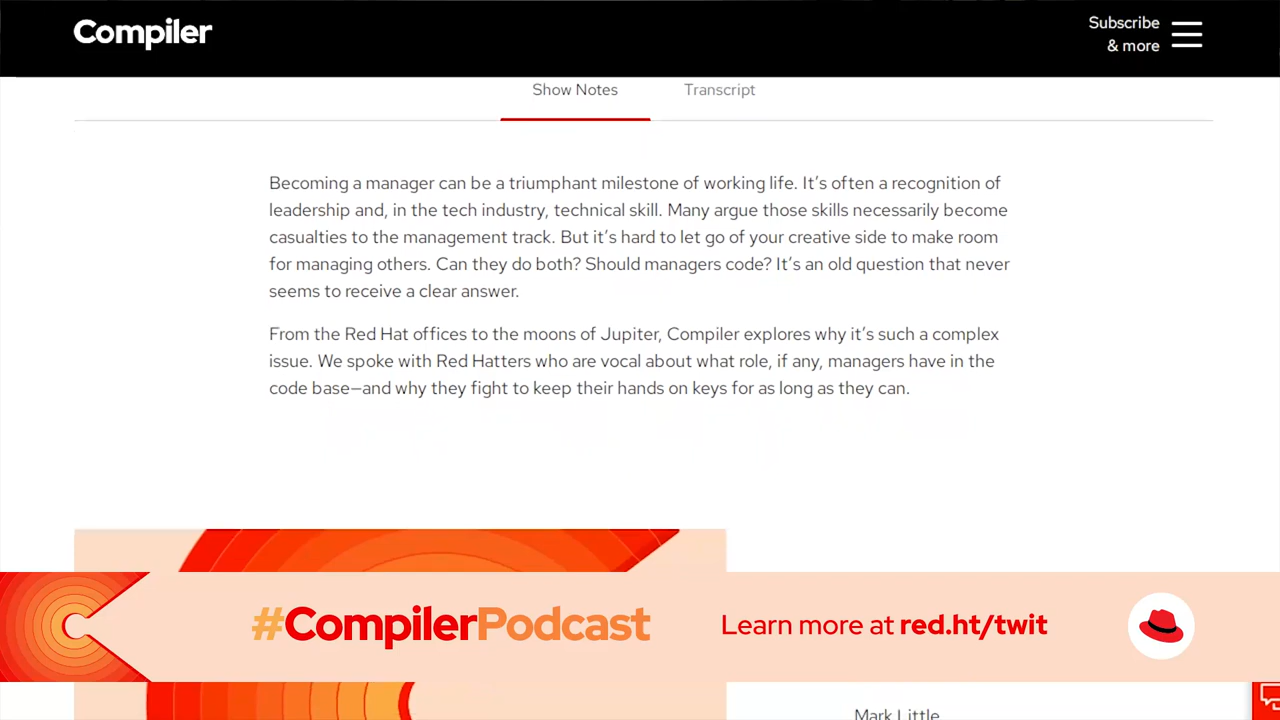 Compiler
Subscribe
& more
Show Notes
Transcript
Becoming a manager can be a triumphant milestone of working life. It’s often a recognition of
leadership and, in the tech industry, technical skill. Many argue those skills necessarily become
casualties to the management track. But it’s hard to let go of your creative side to make room
for managing others. Can they do both? Should managers code? It’s an old question that never
seems to receive a clear answer.
From the Red Hat offices to the moons of Jupiter, Compiler explores why it’s such a complex
issue. We spoke with Red Hatters who are vocal about what role, if any, managers have in the
code base—and why they fight to keep their hands on keys for as long as they can.
#CompilerPodcast
Learn more at red.ht/twit
Mark Little